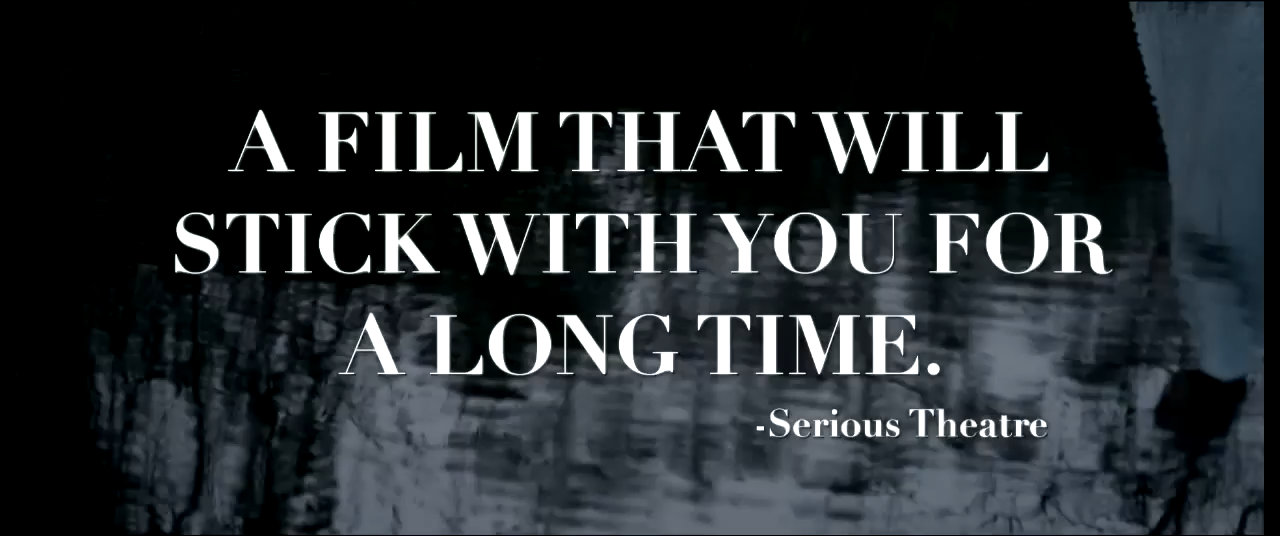 A FILM THAT WILL
STICK WITH YOU FOR
A LONG TIME.
-Serious Theatre